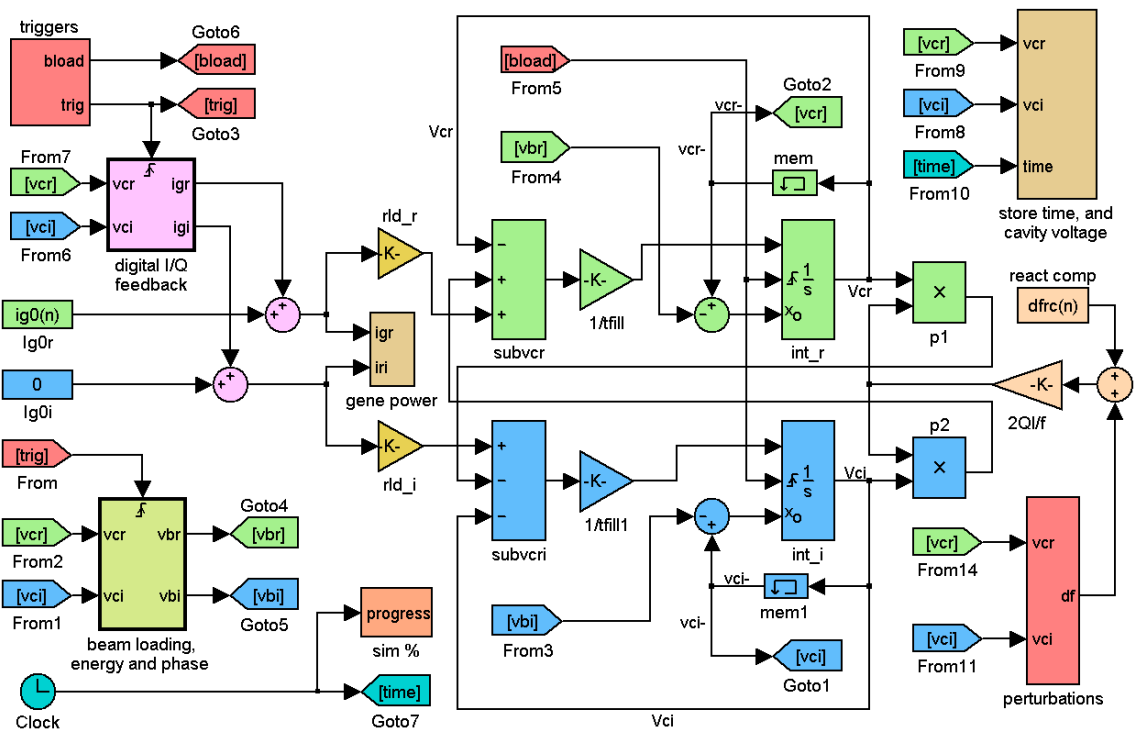 triggers
bload
trig
Goto6
[bload]
[trig]
Goto3
From7
[vcr]
[vci]
From6
vcr
vci
igr
igi
digital I/Q
feedback
ig0(n)
Ig0r
0
Ig0i
+
+
+
+
rld_r
-K-
igr
iri
gene power
-K-
rld_i
[trig]
From
[vcr]
From2
[vci]
From1
vcr
vci
vbr
vbi
beam loading,
energy and phase
Goto4
[vbr]
[vbi]
Goto5
Clock
progress
sim %
[time]
Goto7
Vcr
[bload]
From5
[vbr]
From4
vcr-
Goto2
[vcr]
vcr-
mem
−
+
+
subvcr
-K-
1/tfill
−
+
1
s
xo
int_r
Vcr
×
p1
+
−
−
subvcri
-K-
1/tfill1
−
+
1
s
xo
int_i
Vci
p2
×
vci-
mem1
vci-
[vbi]
From3
[vci]
Goto1
Vci
[vcr]
From9
[vci]
From8
[time]
From10
vcr
vci
time
store time, and
cavity voltage
react comp
dfrc(n)
+
+
-K-
2Ql/f
[vcr]
From14
[vci]
From11
vcr
df
vci
perturbations